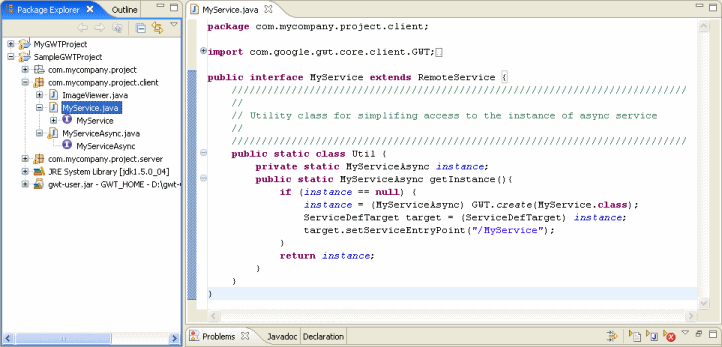 Package Explorer
Outline
MyGWTProject
SampleGWTProject
com.mycompany.project
com.mycompany.project.client
ImageViewer.java
MyService.java
MyService
MyServiceAsync.java
MyServiceAsync
com.mycompany.project.server
JRE System Library [jdk1.5.0_04]
gwt-user.jar - GWT_HOME - D:\gwt-
MyService.java
package com.mycompany.project.client;
import com.google.gwt.core.client.GWT;
public interface MyService extends RemoteService {
////////////////////////////////////////////////////////////////////////
//
// Utility class for simplifing access to the instance of async service
//
////////////////////////////////////////////////////////////////////////
public static class Util {
private static MyServiceAsync instance;
public static MyServiceAsync getInstance(){
if (instance == null) {
instance = (MyServiceAsync) GWT.create(MyService.class);
ServiceDefTarget target = (ServiceDefTarget) instance;
target.setServiceEntryPoint("/MyService");
}
return instance;
}
}
}
Problems
Javadoc
Declaration